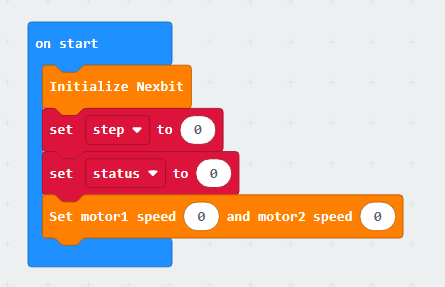 on start
Initialize Nexbit
set step to 0
set status to 0
Set motor1 speed 0 and motor2 speed 0